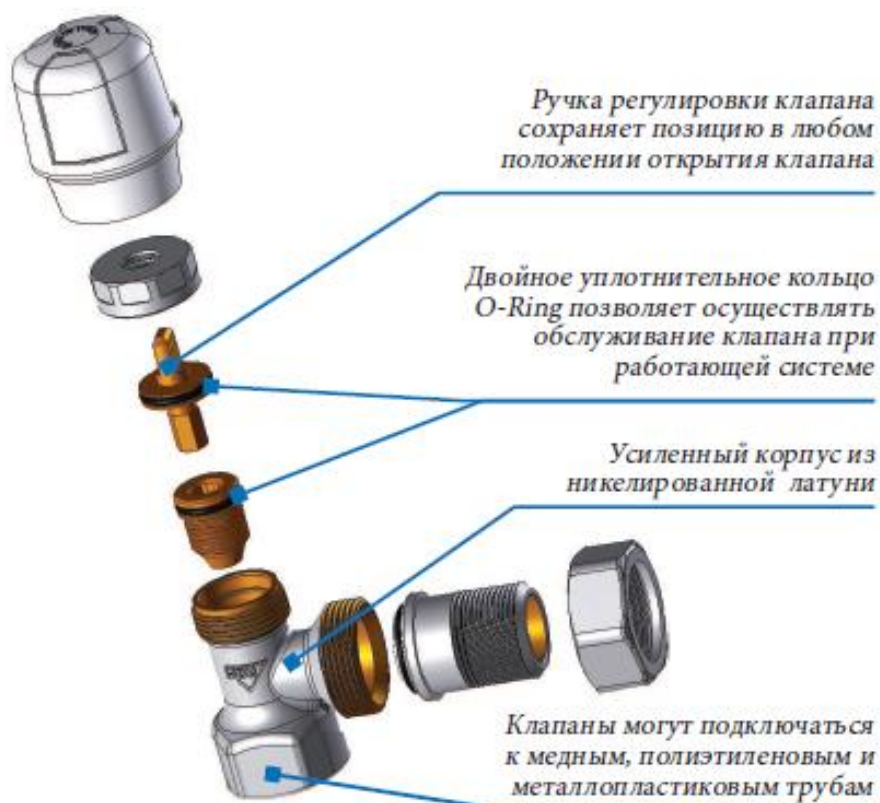 Ручка регулировки клапана
сохраняет позицию в любом
положении открытия клапана
Двойное уплотнительное кольцо
O-Ring позволяет осуществлять
обслуживание клапана при
работающей системе
Усиленный корпус из
никелированной латуни
Клапаны могут подключаться
к медным, полиэтиленовым и
металлопластиковым трубам